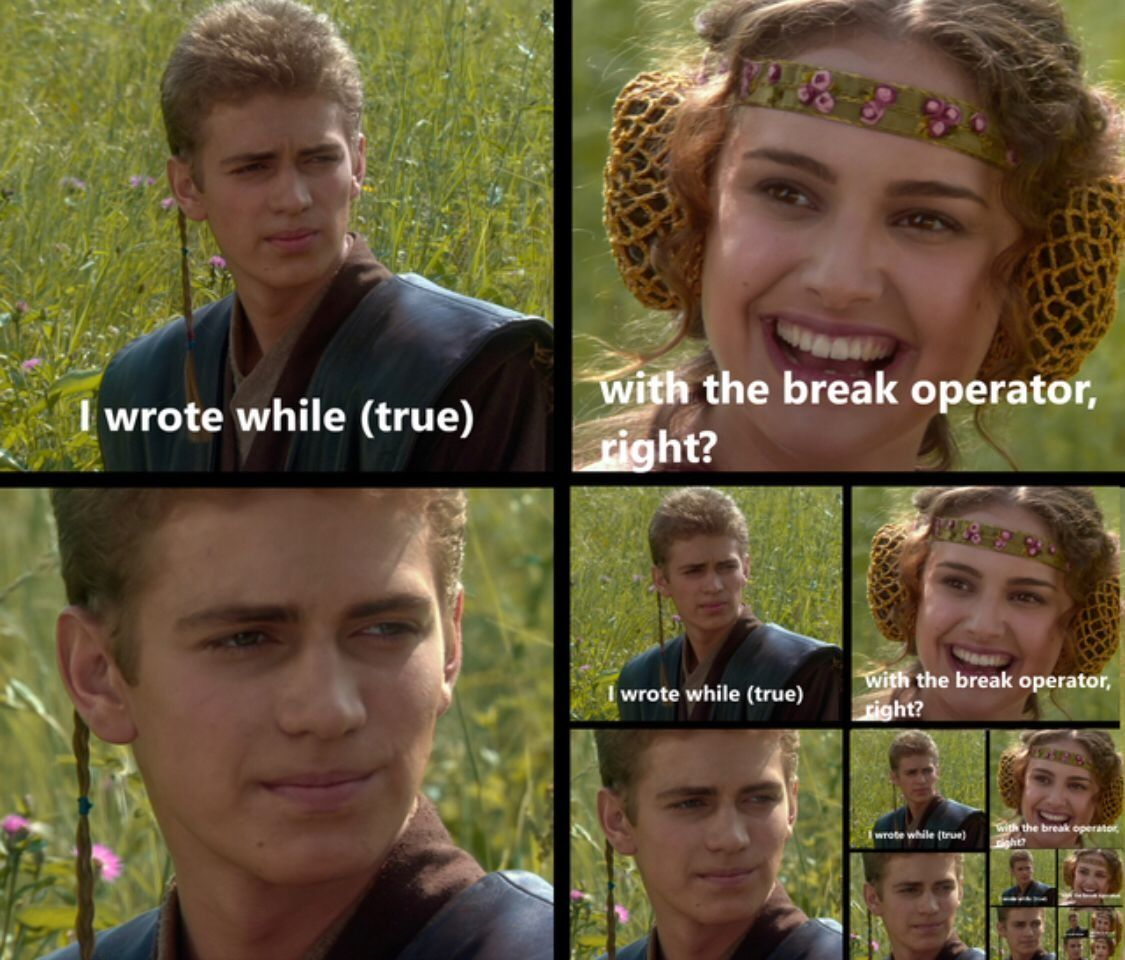 I wrote while (true)
with the break operator,
right?
I wrote while (true)
with the break operator,
right?
I wrote while (true)
with the break operator,
right?